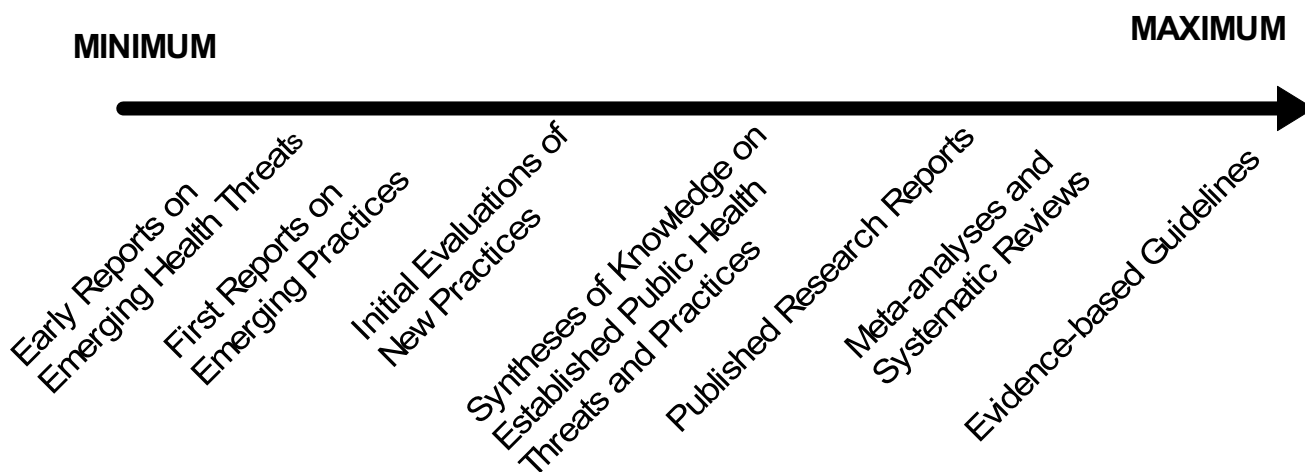 MINIMUM
MAXIMUM
Early Reports on
Emerging Health Threats
First Reports on
Emerging Practices
Initial Evaluations of
New Practices
Syntheses of Knowledge on
Established Public Health
Threats and Practices
Published Research Reports
Meta-analyses and
Systematic Reviews
Evidence-based Guidelines